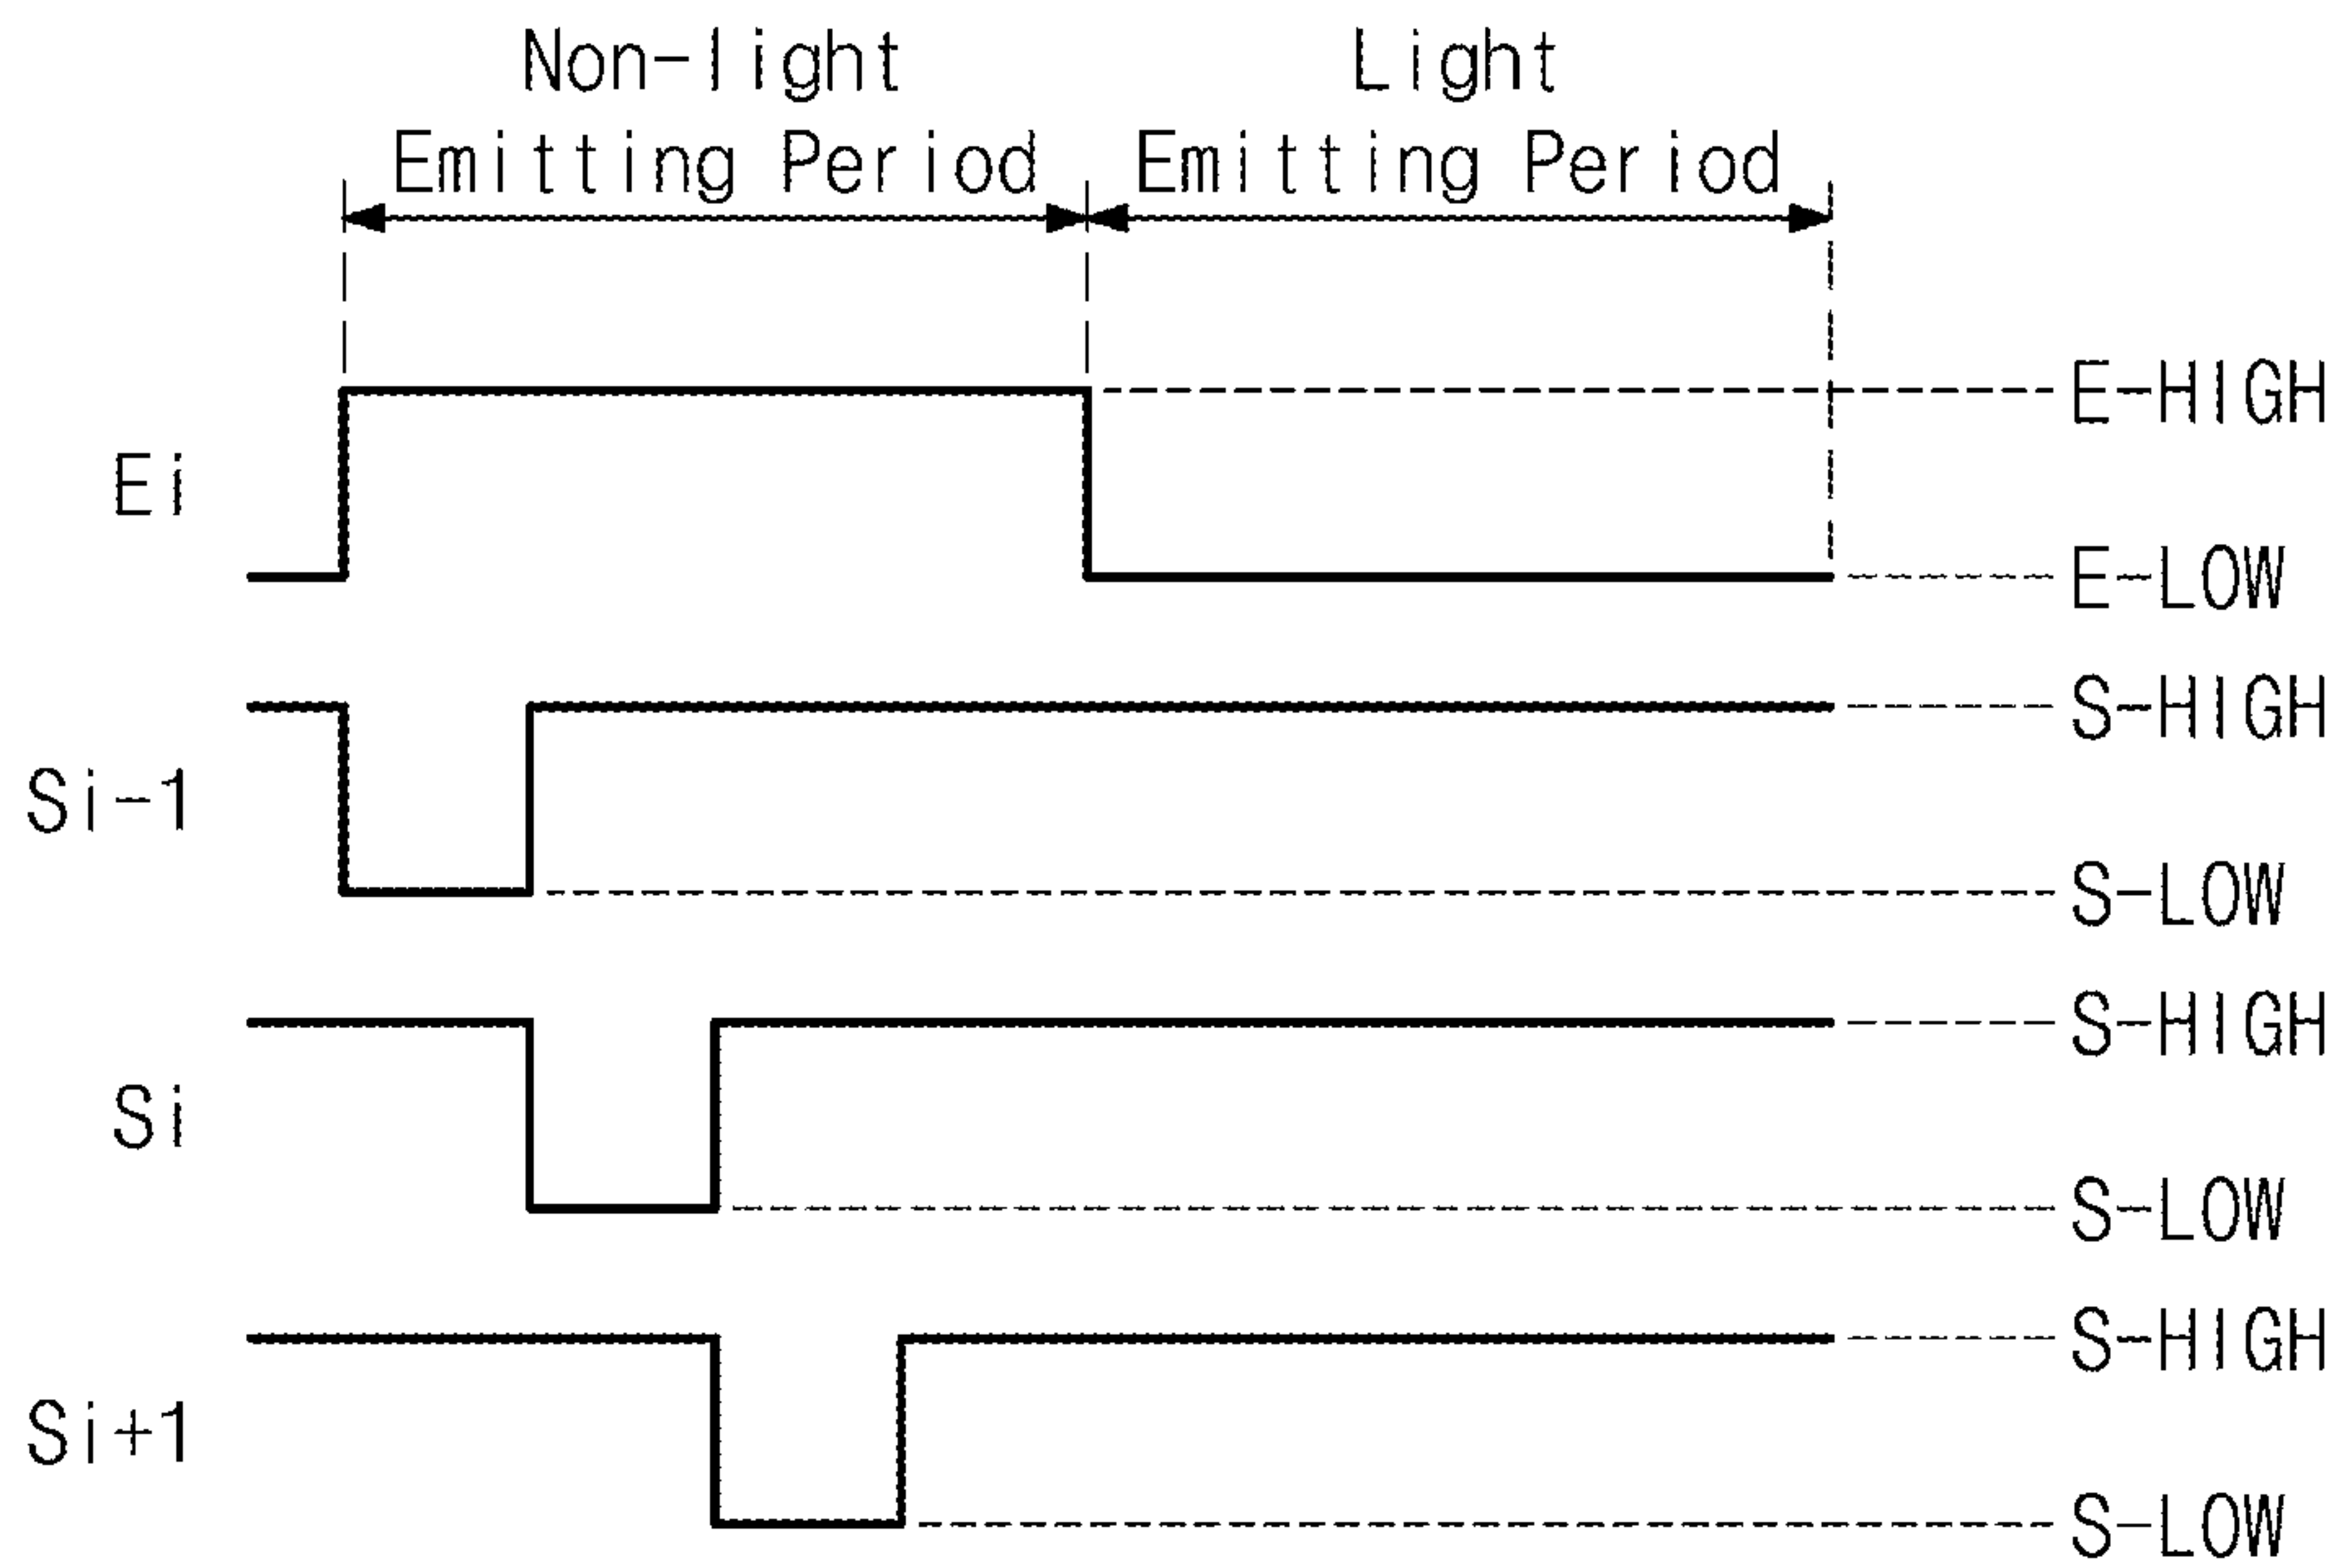 Non-light
Emitting Period
Light
Emitting Period
Ei
E-HIGH
E-LOW
Si-1
S-HIGH
S-LOW
Si
S-HIGH
S-LOW
Si+1
S-HIGH
S-LOW